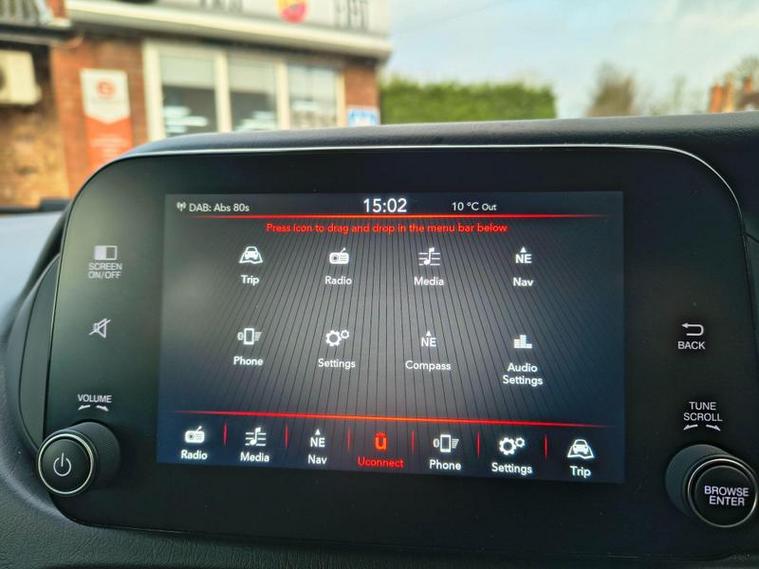 DAB: Abs 80s 15:02 10 °C Out
Press icon to drag and drop in the menu bar below
SCREEN
ON/OFF
Trip Radio Media NE
Nav
BACK
Phone Settings NE
Compass Audio
Settings
VOLUME
TUNE
SCROLL
Radio Media NE
Nav Uconnect Phone Settings Trip
BROWSE
ENTER